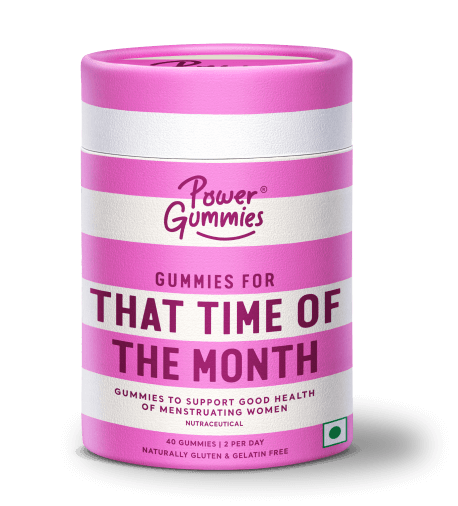 Power
Power®
Gummies
GUMMIES FOR
THAT TIME OF
THE MONTH
GUMMIES TO SUPPORT GOOD HEALTH
OF MENSTRUATING WOMEN
NUTRACEUTICAL
40 GUMMIES | 2 PER DAY
NATURALLY GLUTEN & GELATIN FREE